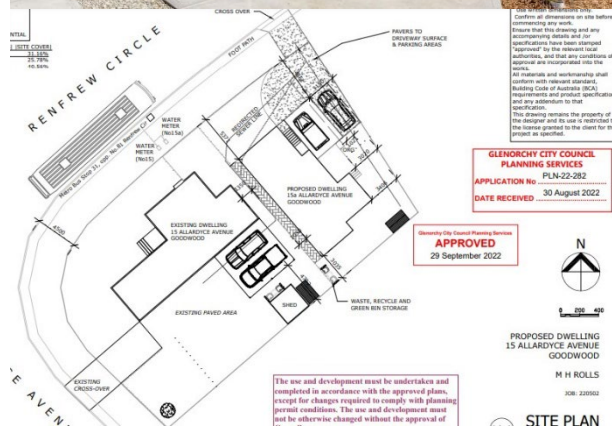 CROSS OVER
PAVERS TO
DRIVEWAY SURFACE
& PARKING AREAS
FOOT PATH
RENFREW CIRCLE
(SITE COVER)
25.78%
Confirm all dimensions on site before
commencing any work.
Ensure that this drawing and any
accompanying details and /or
specifications have been stamped
"approved" by the relevant local
authorities, and that any conditions of
approval are incorporated into the
works.
All materials and workmanship shall
conform with relevant standard,
Building Code of Australia (BCA)
requirements and product specification
and any addendum to that
specification.
This drawing remains the property of
the designer and its use is restricted
the license granted to the client for the
project as specified.
WATER
METER
(No15a)
WATER
METER
(No15)
SEWER LINE
GLENORCHY CITY COUNCIL
PLANNING SERVICES
APPLICATION No PLN-22-282
DATE RECEIVED 30 August 2022
PROPOSED DWELLING
15a ALLARDYCE AVENUE
GOODWOOD
EXISTING DWELLING
15 ALLARDYCE AVENUE
GOODWOOD
4500
Glenorchy City Council Planning Services
APPROVED
29 September 2022
N
EXISTING PAVED AREA
SHED
WASTE, RECYCLE AND
GREEN BIN STORAGE
0 200 400
PROPOSED DWELLING
15 ALLARDYCE AVENUE
GOODWOOD
M H ROLLS
JOB: 220502
EXISTING
CROSS-OVER
The use and development must be undertaken and
completed in accordance with the approved plans,
except for changes required to comply with planning
permit conditions. The use and development must
not be otherwise changed without the approval of
SITE PLAN